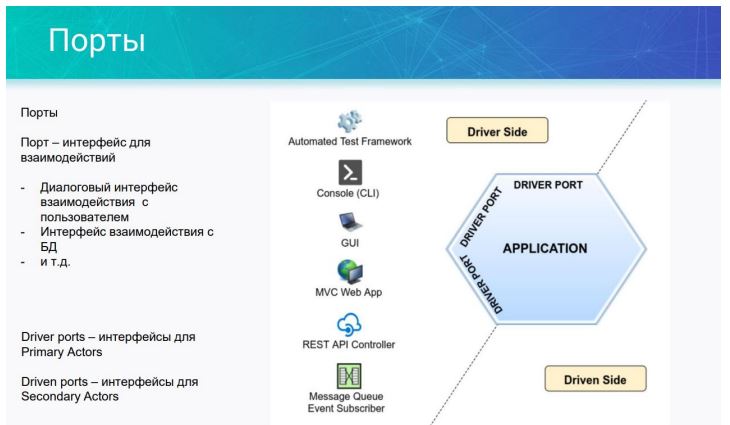 Порты
Порты
Порт – интерфейс для
взаимодействий
- Диалоговый интерфейс
взаимодействия с
пользователем
- Интерфейс взаимодействия с
БД
- и т.д.
Driver ports – интерфейсы для
Primary Actors
Driven ports – интерфейсы для
Secondary Actors
Automated Test Framework
Console (CLI)
GUI
MVC Web App
REST API Controller
Message Queue
Event Subscriber
Driver Side
DRIVER PORT
DRIVER PORT
APPLICATION
DRIVER PORT
Driven Side